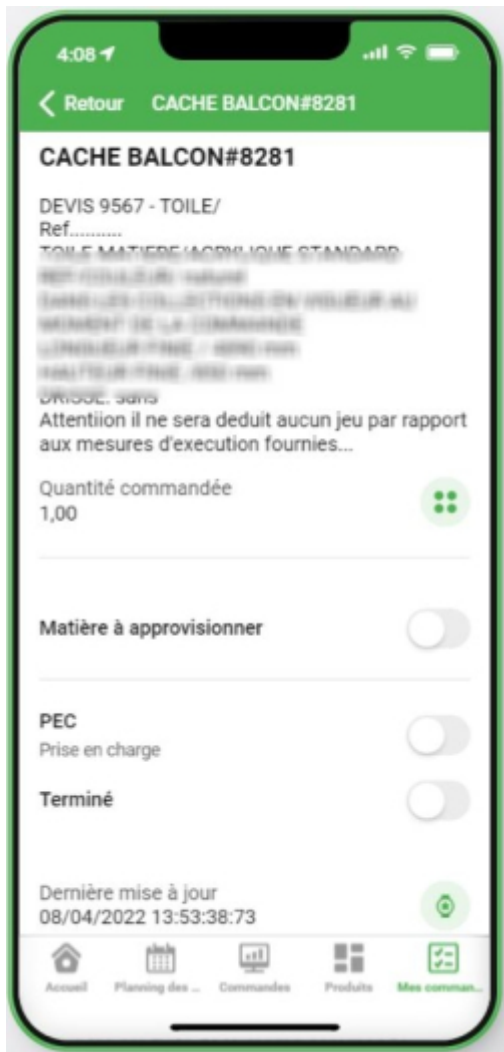 4:08
Retour CACHE BALCON#8281
CACHE BALCON#8281
DEVIS 9567 - TOILE/
Ref..........
TOILE MATIERE/ACRYLIQUE STANDARD
DRISSE: sans
Attentiion il ne sera deduit aucun jeu par rapport
aux mesures d'execution fournies...
Quantité commandée
1,00
Matière à approvisionner
PEC
Prise en charge
Terminé
Dernière mise à jour
08/04/2022 13:53:38:73
Accueil Planning des ... Commandes Produits Mes comman...